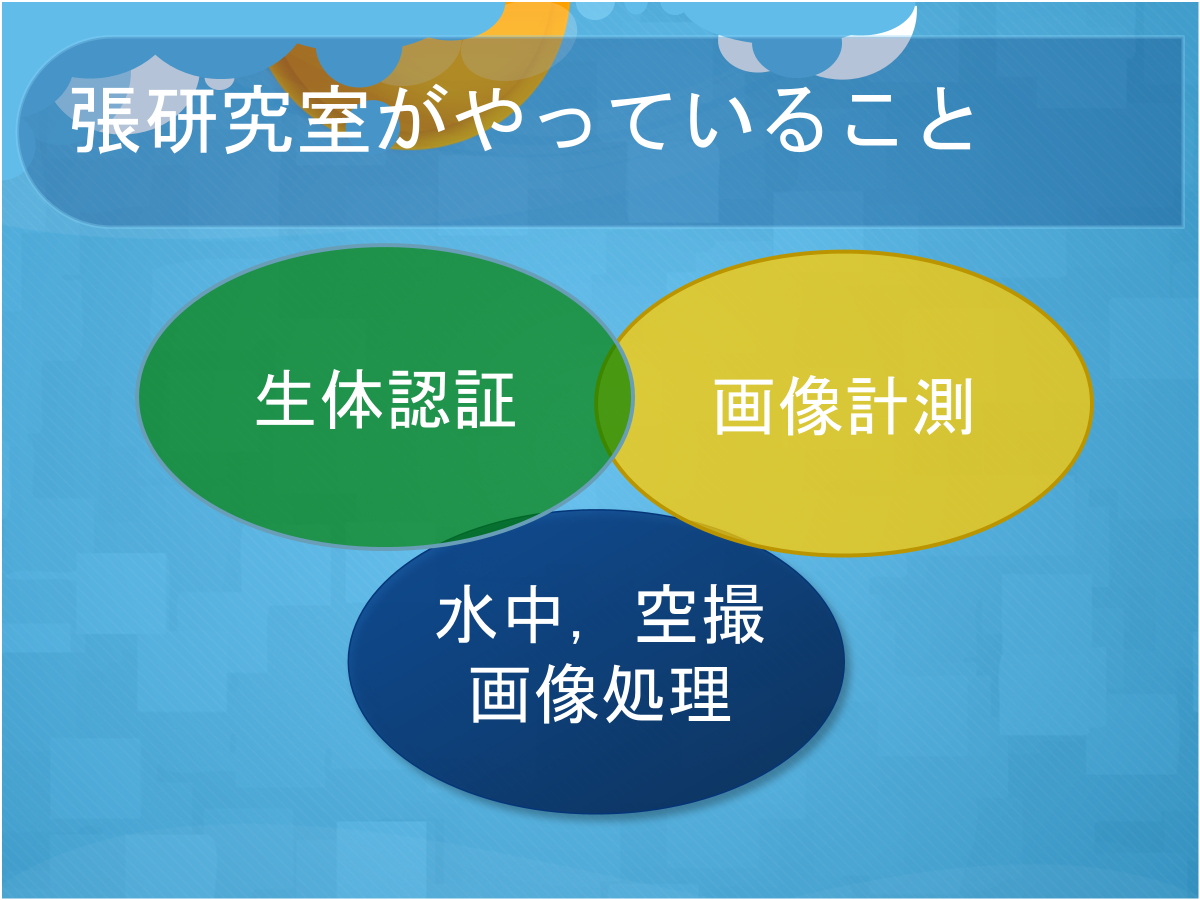 張研究室がやっていること
生体認証
画像計測
水中， 空撮
画像処理